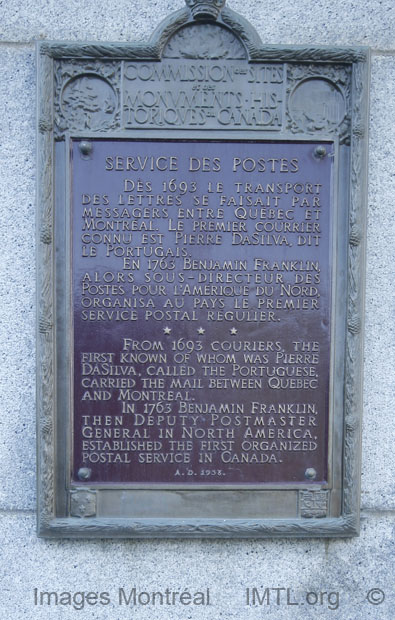 COMMISSION DES SITES
ET DES
MONUMENTS HIS-
TORIQUES DU CANADA
SERVICE DES POSTES
DÈS 1693 LE TRANSPORT
DES LETTRES SE FAISAIT PAR
MESSAGERS ENTRE QUÉBEC ET
MONTRÉAL. LE PREMIER COURRIER
CONNU EST PIERRE DASILVA, DIT
LE PORTUGAIS.
EN 1763 BENJAMIN FRANKLIN,
ALORS SOUS-DIRECTEUR DES
POSTES POUR L'AMÉRIQUE DU NORD,
ORGANISA AU PAYS LE PREMIER
SERVICE POSTAL RÉGULIER.
★ ★ ★
FROM 1693 COURIERS, THE
FIRST KNOWN OF WHOM WAS PIERRE
DASILVA, CALLED THE PORTUGUESE,
CARRIED THE MAIL BETWEEN QUEBEC
AND MONTREAL.
IN 1763 BENJAMIN FRANKLIN,
THEN DEPUTY POSTMASTER
GENERAL IN NORTH AMERICA,
ESTABLISHED THE FIRST ORGANIZED
POSTAL SERVICE IN CANADA.
A. D. 1938.
Images Montréal IMTL.org ©